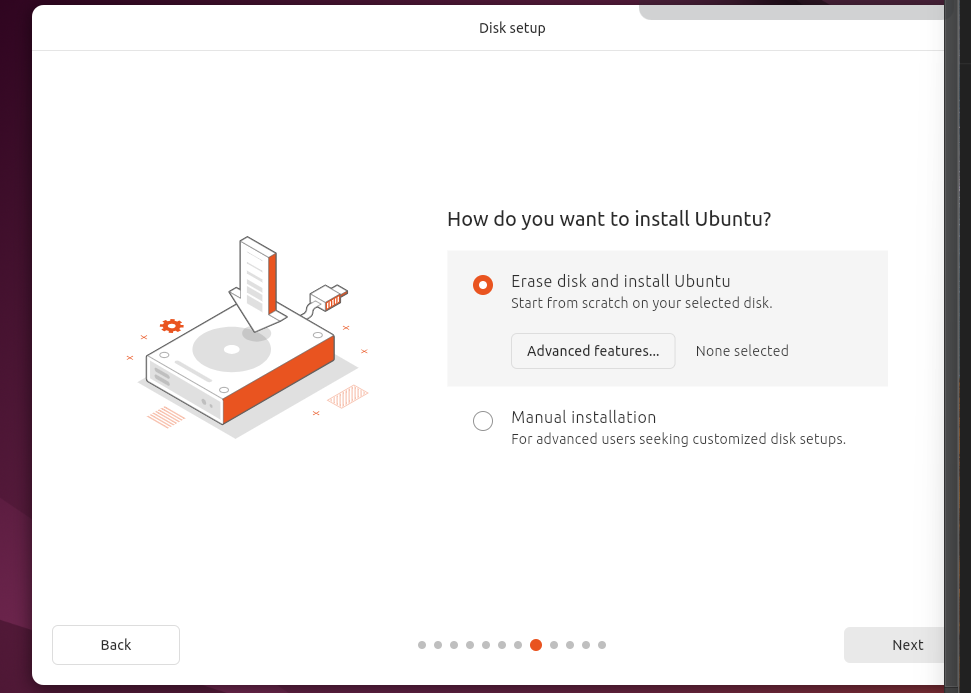 Disk setup
How do you want to install Ubuntu?
Erase disk and install Ubuntu
Start from scratch on your selected disk.
Advanced features... None selected
Manual installation
For advanced users seeking customized disk setups.
Back Next